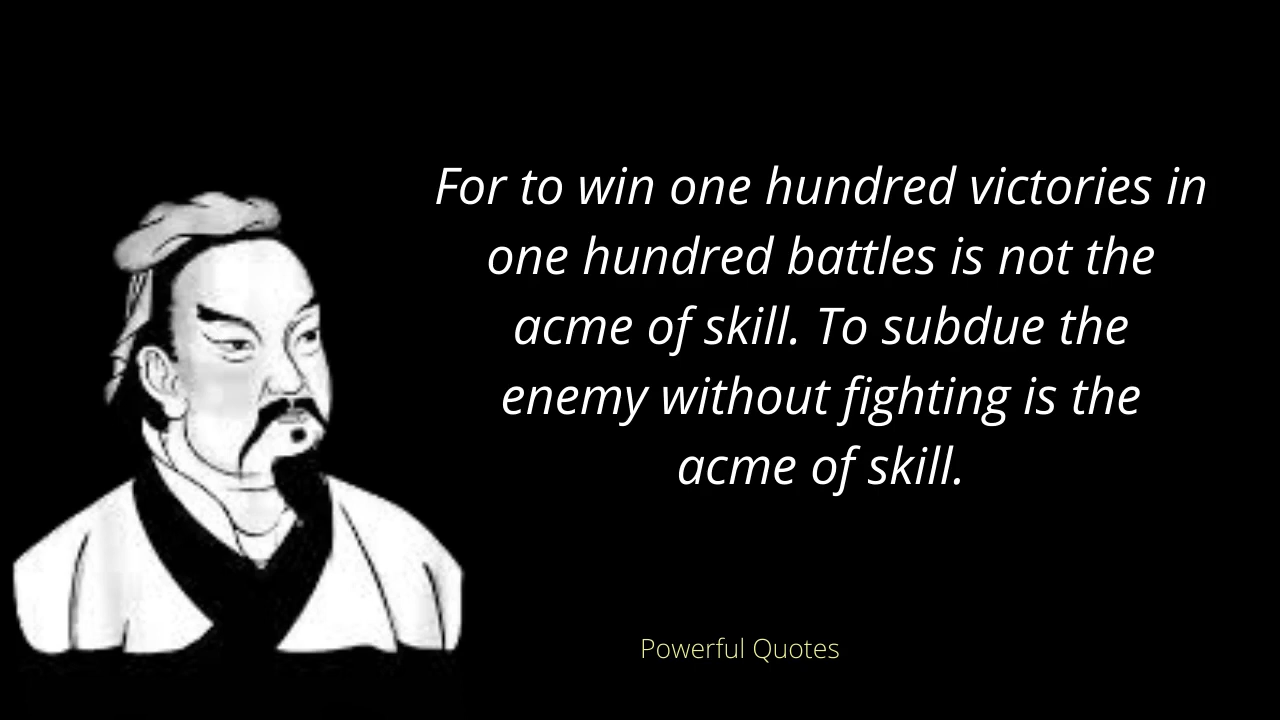 For to win one hundred victories in
one hundred battles is not the
acme of skill. To subdue the
enemy without fighting is the
acme of skill.
Powerful Quotes